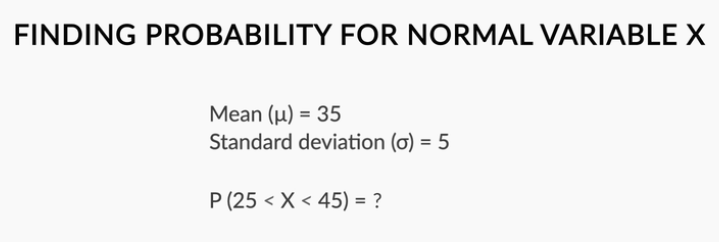 FINDING PROBABILITY FOR NORMAL VARIABLE X
Mean (μ) = 35
Standard deviation (σ) = 5
P (25 < X < 45) = ?